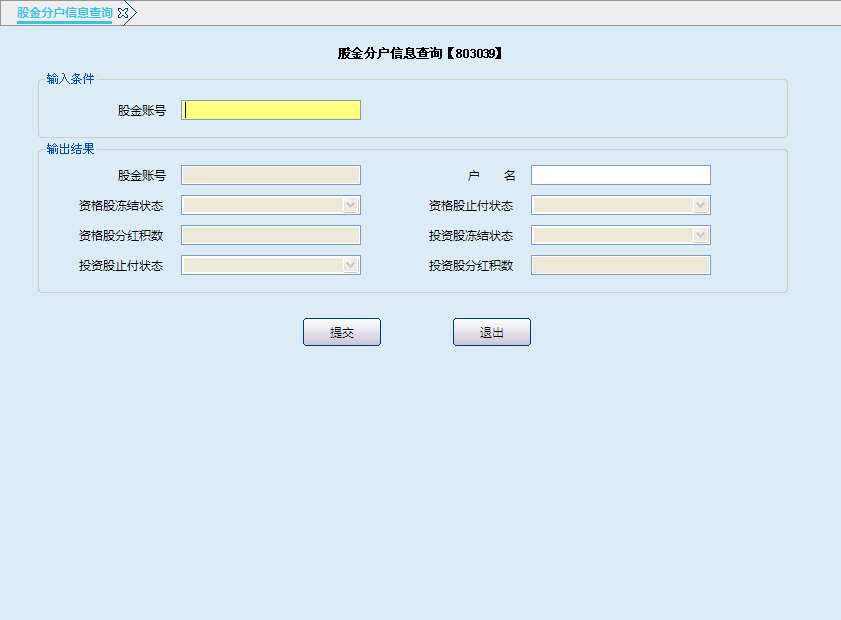 股金分户信息查询
股金分户信息查询【803039】
输入条件
股金账号
输出结果
股金账号 户 名
资格股冻结状态 资格股止付状态
资格股分红积数 投资股冻结状态
投资股止付状态 投资股分红积数
提交 退出